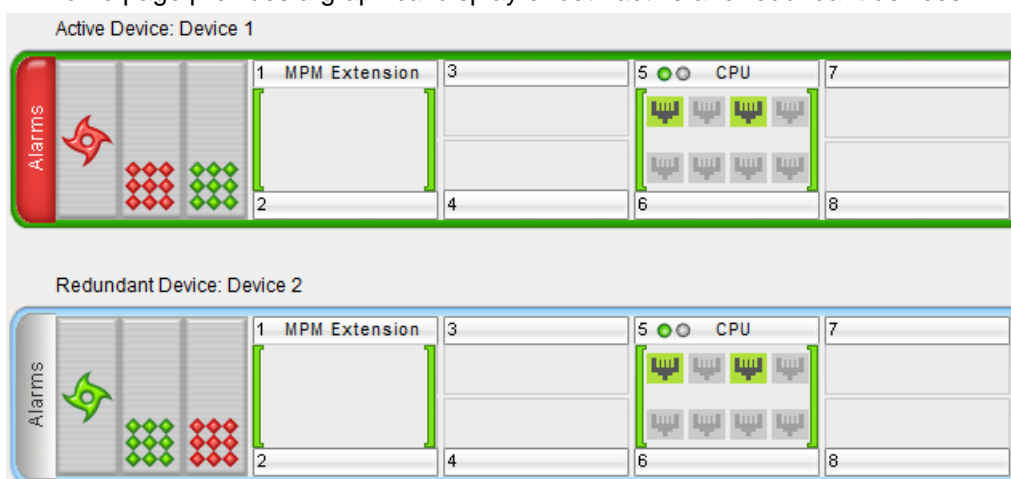 Active Device: Device 1
1 MPM Extension 3 5 CPU 7
Alarms
2 4 6 8
Redundant Device: Device 2
1 MPM Extension 3 5 CPU 7
Alarms
2 4 6 8